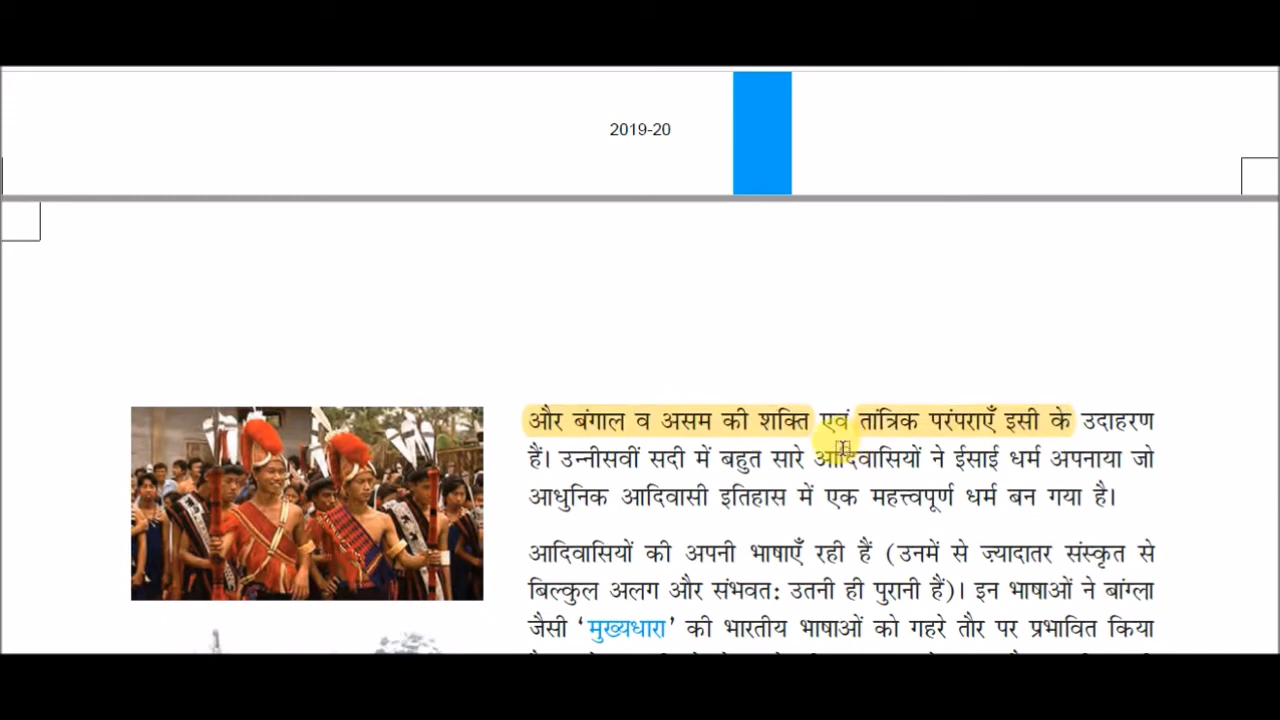 2019-20
और बंगाल व असम की शक्ति एवं तांत्रिक परंपराएँ इसी के उदाहरण
हैं। उन्नीसवीं सदी में बहुत सारे आदिवासियों ने ईसाई धर्म अपनाया जो
आधुनिक आदिवासी इतिहास में एक महत्त्वपूर्ण धर्म बन गया है।
आदिवासियों की अपनी भाषाएँ रही हैं (उनमें से ज़्यादातर संस्कृत से
बिल्कुल अलग और संभवत: उतनी ही पुरानी हैं)। इन भाषाओं ने बांग्ला
जैसी ‘मुख्यधारा’ की भारतीय भाषाओं को गहरे तौर पर प्रभावित किया